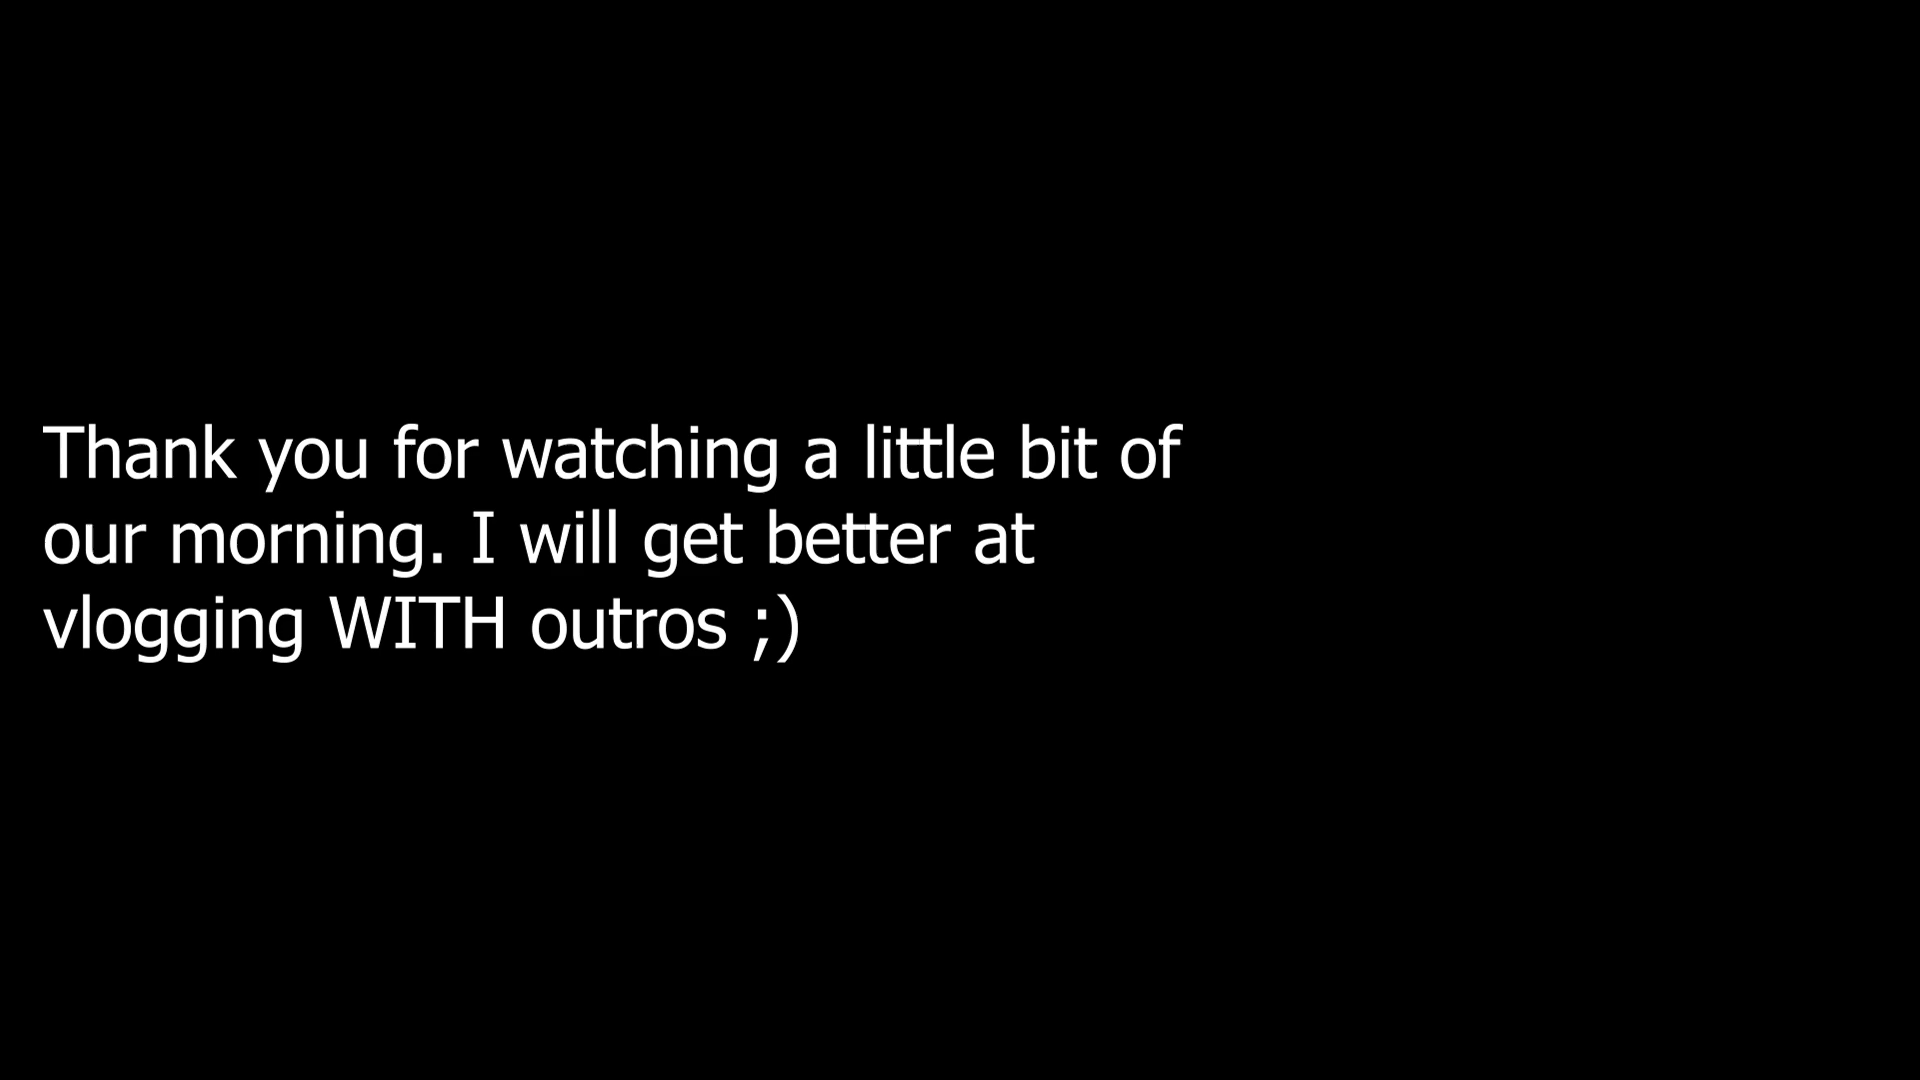 Thank you for watching a little bit of
our morning. I will get better at
vlogging WITH outros ;)